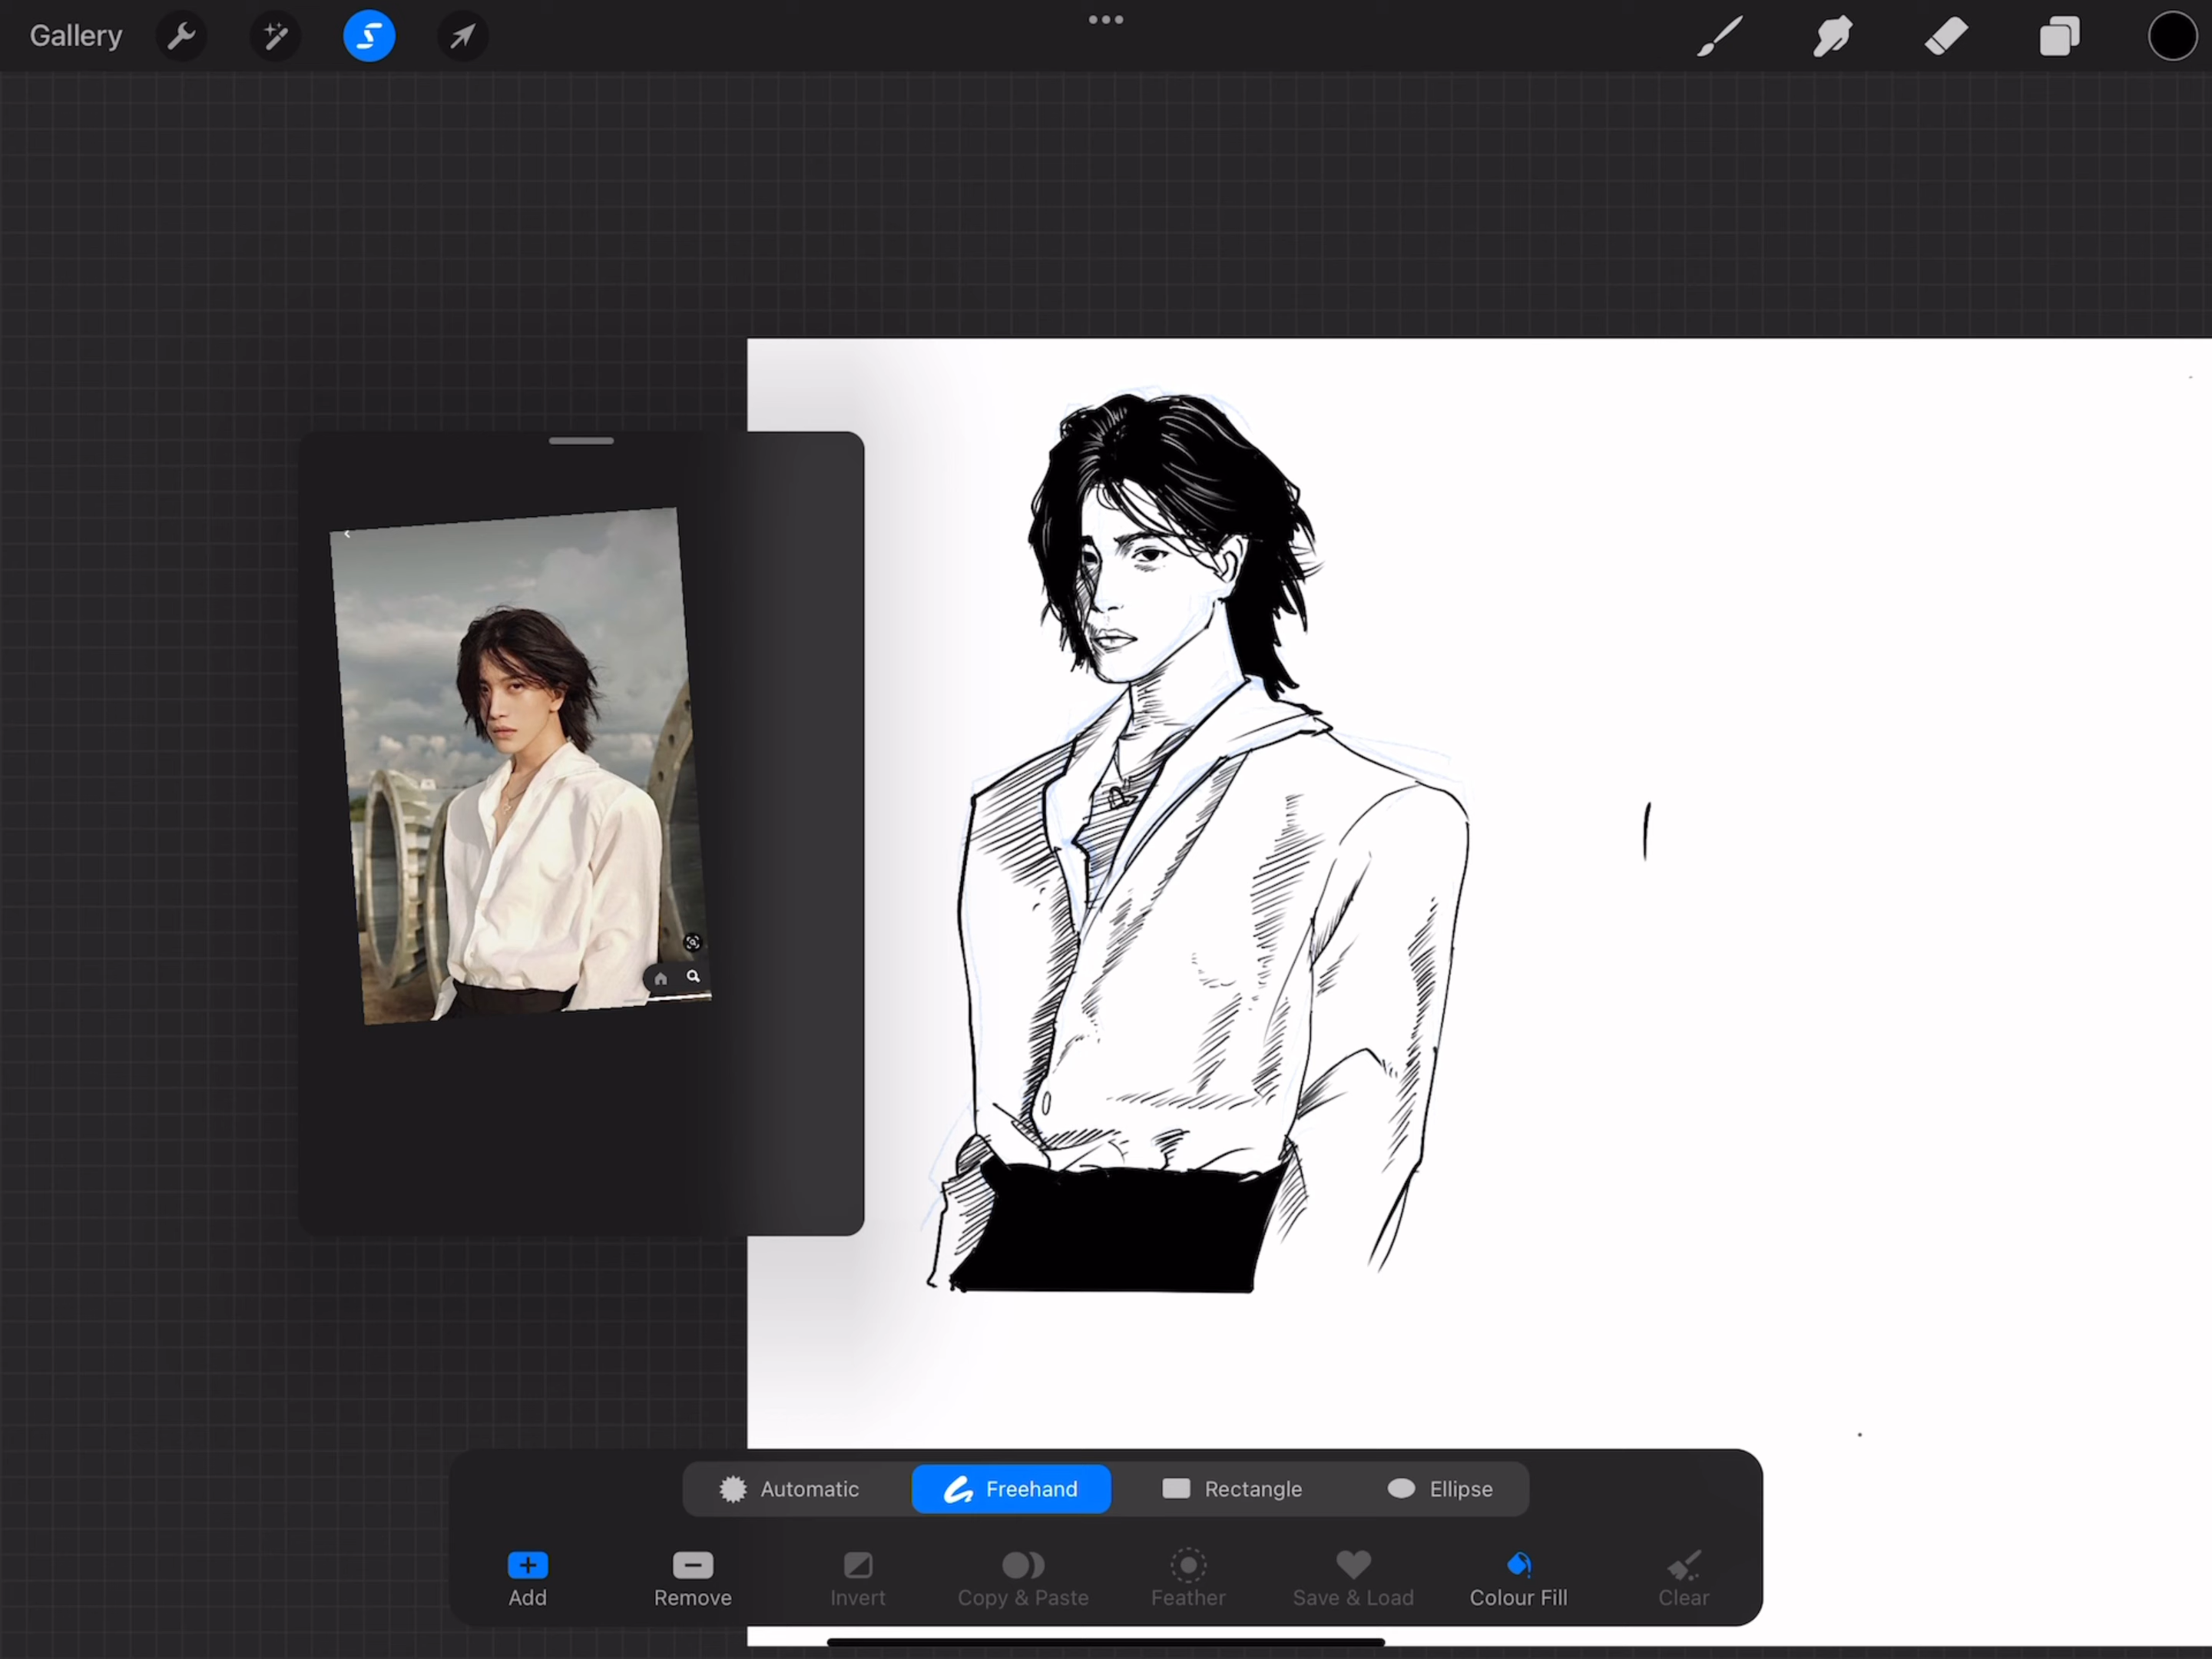 Gallery
Automatic Freehand Rectangle Ellipse
Add Remove Invert Copy & Paste Feather Save & Load Colour Fill Clear